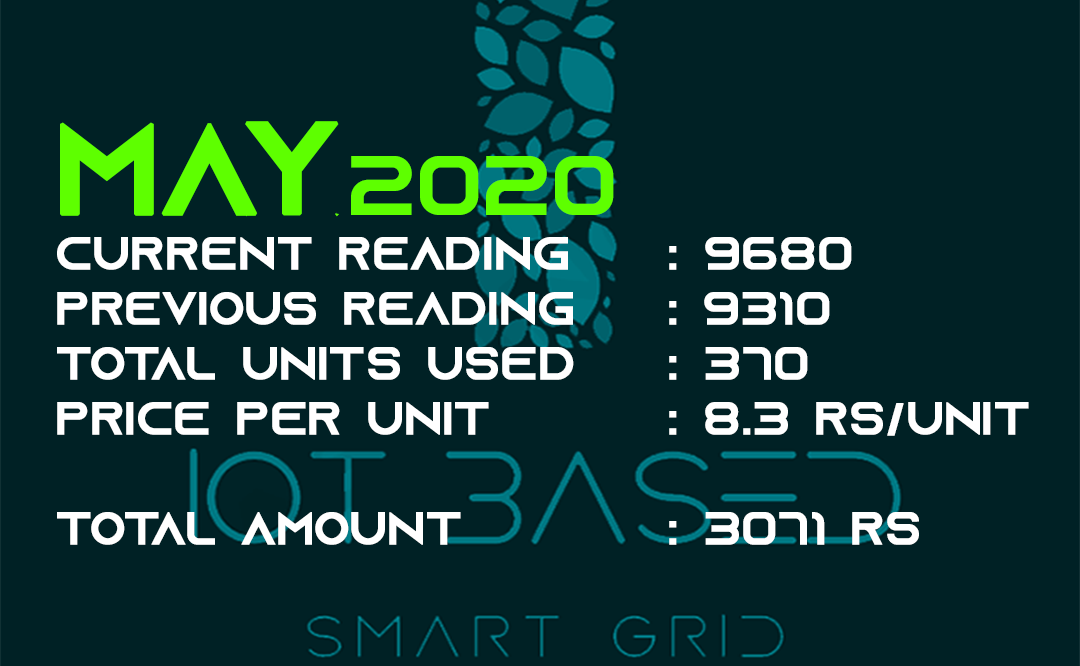 MAY.2020
CURRENT READING : 9680
PREVIOUS READING : 9310
TOTAL UNITS USED : 370
PRICE PER UNIT : 8.3 RS/UNIT
IOT BASED
TOTAL AMOUNT : 3071 RS
SMART GRID